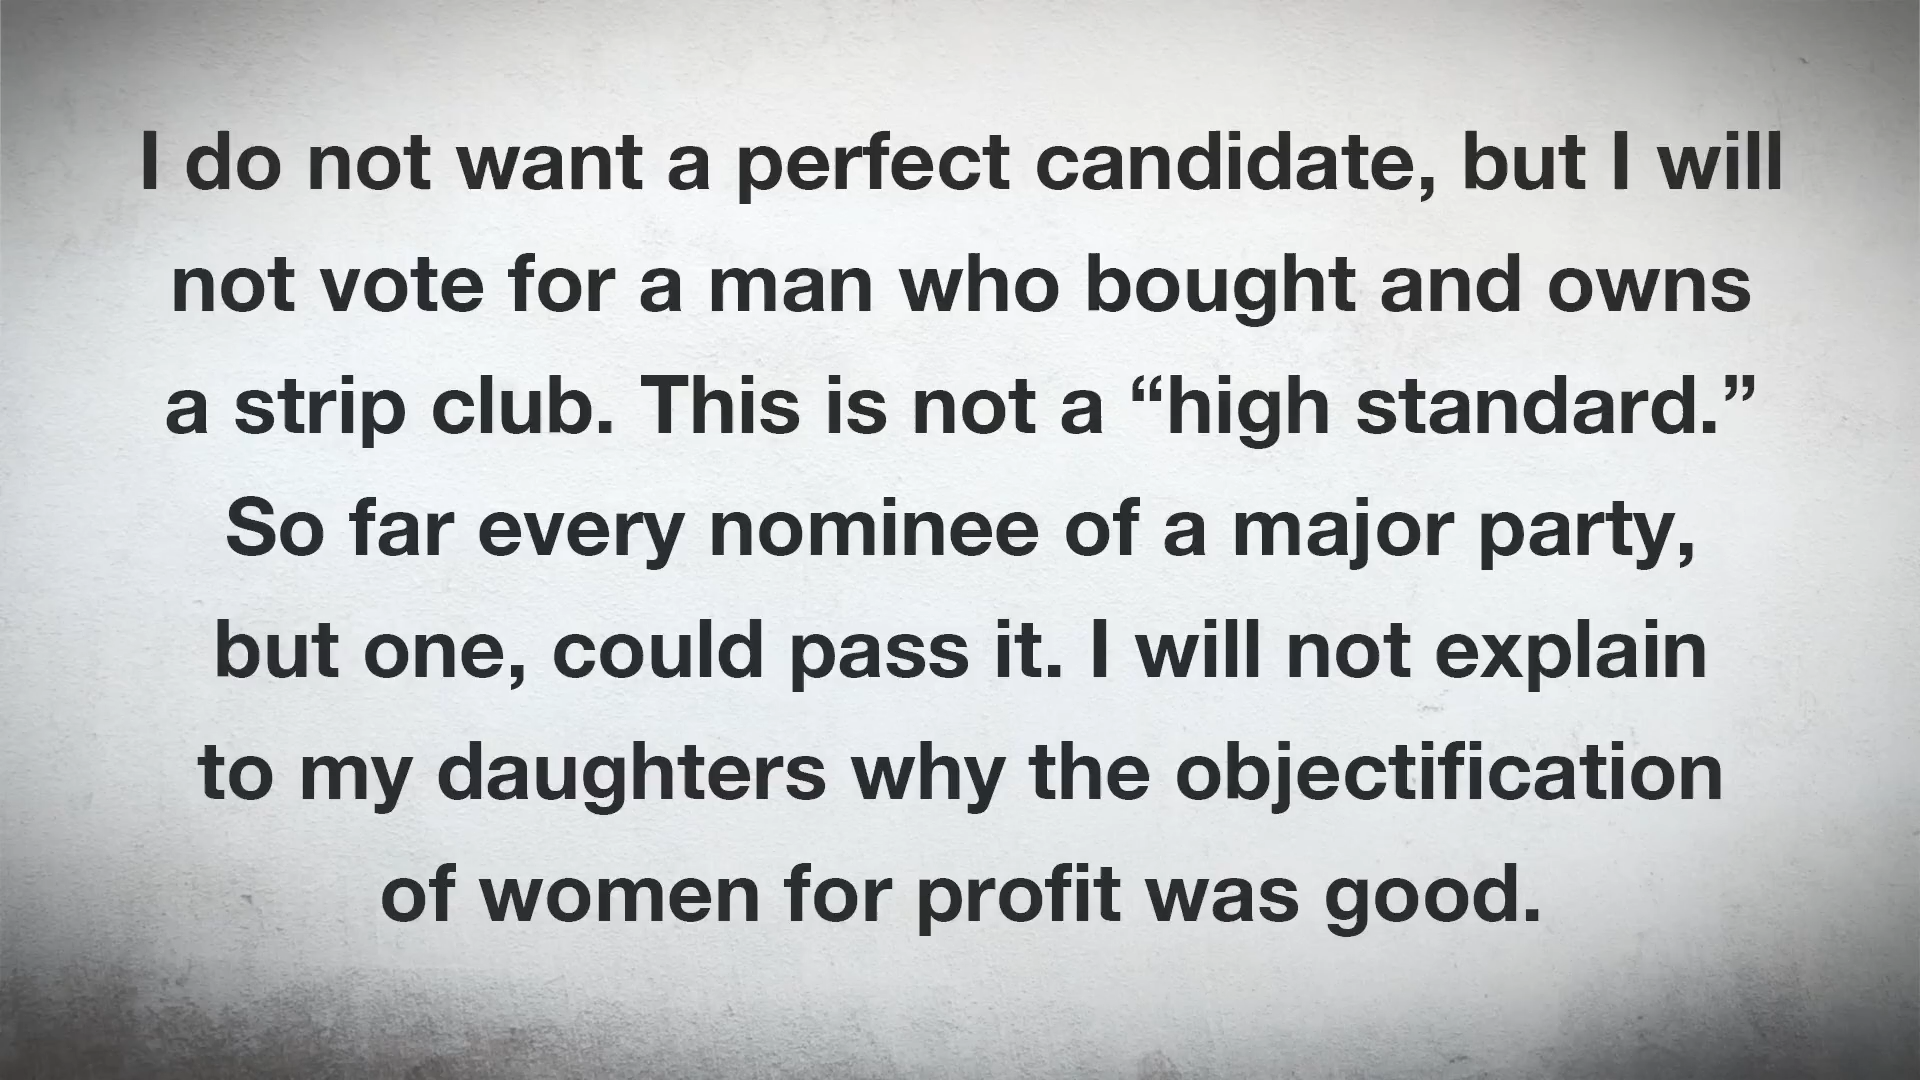 I do not want a perfect candidate, but I will
not vote for a man who bought and owns
a strip club. This is not a “high standard.”
So far every nominee of a major party,
but one, could pass it. I will not explain
to my daughters why the objectification
of women for profit was good.